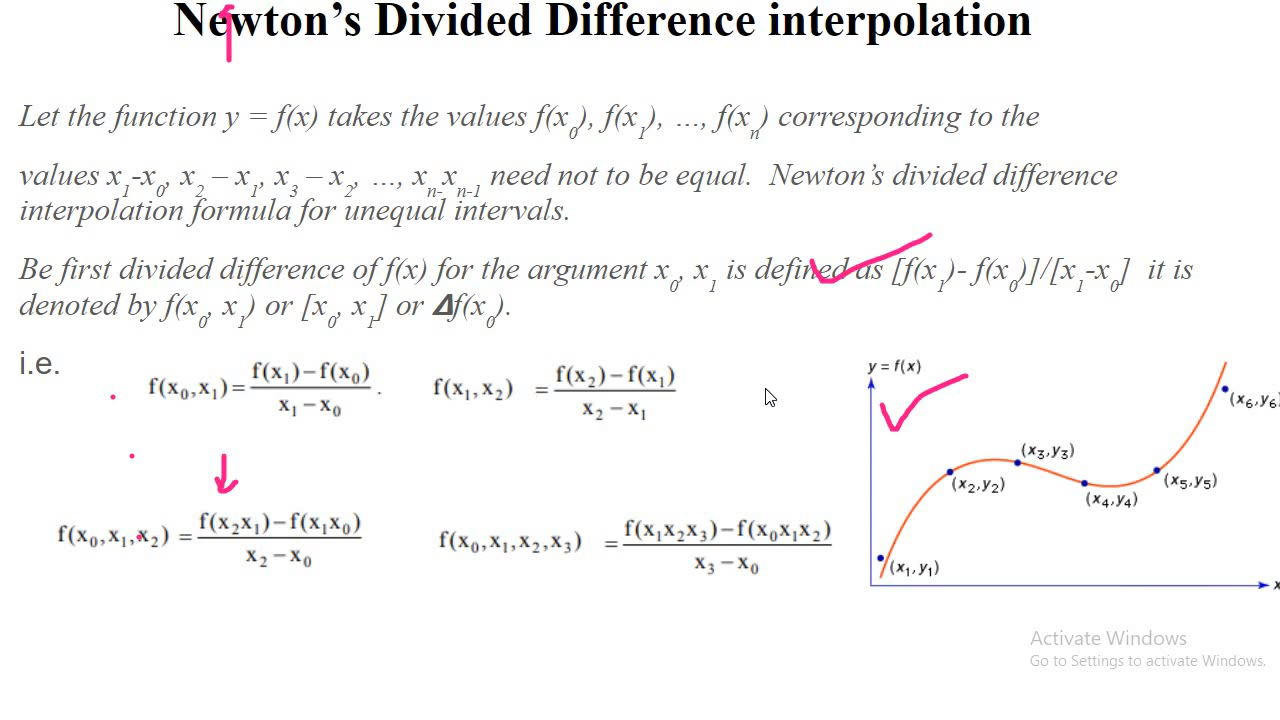 Newton's Divided Difference interpolation
Let the function y = f(x) takes the values f(x₀), f(x₁), ..., f(xₙ) corresponding to the
values x₁-x₀, x₂ – x₁, x₃ – x₂, ..., xₙ₋xₙ₋₁ need not to be equal. Newton's divided difference
interpolation formula for unequal intervals.
Be first divided difference of f(x) for the argument x₀, x₁ is defined as [f(x₁)- f(x₀)]/[x₁-x₀] it is
denoted by f(x₀, x₁) or [x₀, x₁] or Δf(x₀).
i.e.
f(x₀,x₁)= f(x₁)−f(x₀) / x₁−x₀ .
f(x₁,x₂) = f(x₂)−f(x₁) / x₂−x₁
f(x₀,x₁,x₂) = f(x₂x₁)−f(x₁x₀) / x₂−x₀
f(x₀,x₁,x₂,x₃) = f(x₁x₂x₃)−f(x₀x₁x₂) / x₃−x₀
y = f(x)
(x₆,y₆)
(x₃,y₃)
(x₂,y₂)
(x₅,y₅)
(x₄,y₄)
(x₁,y₁)
x
Activate Windows
Go to Settings to activate Windows.